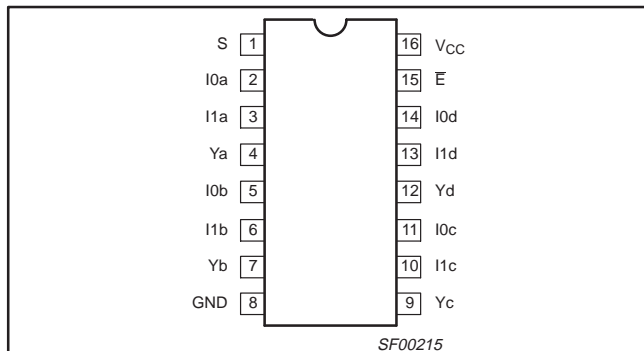 S 1 16 VCC
I0a 2 15 E̅
I1a 3 14 I0d
Ya 4 13 I1d
I0b 5 12 Yd
I1b 6 11 I0c
Yb 7 10 I1c
GND 8 9 Yc
SF00215